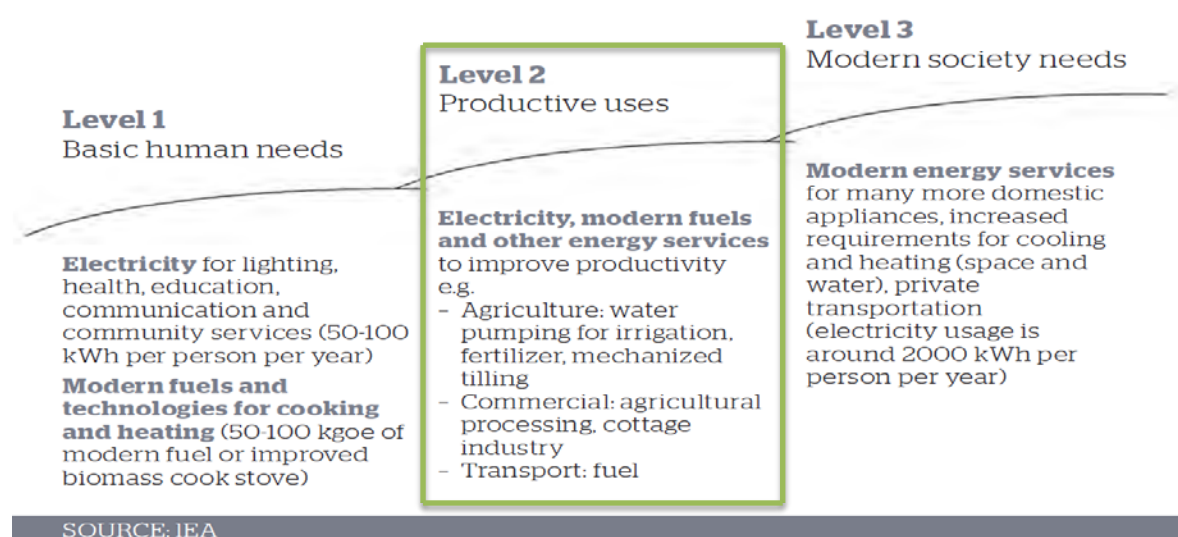 Level 1
Basic human needs
Electricity for lighting,
health, education,
communication and
community services (50-100
kWh per person per year)
Modern fuels and
technologies for cooking
and heating (50-100 kgoe of
modern fuel or improved
biomass cook stove)
Level 2
Productive uses
Electricity, modern fuels
and other energy services
to improve productivity
e.g.
- Agriculture: water
pumping for irrigation,
fertilizer, mechanized
tilling
- Commercial: agricultural
processing, cottage
industry
- Transport: fuel
Level 3
Modern society needs
Modern energy services
for many more domestic
appliances, increased
requirements for cooling
and heating (space and
water), private
transportation
(electricity usage is
around 2000 kWh per
person per year)
SOURCE: IEA